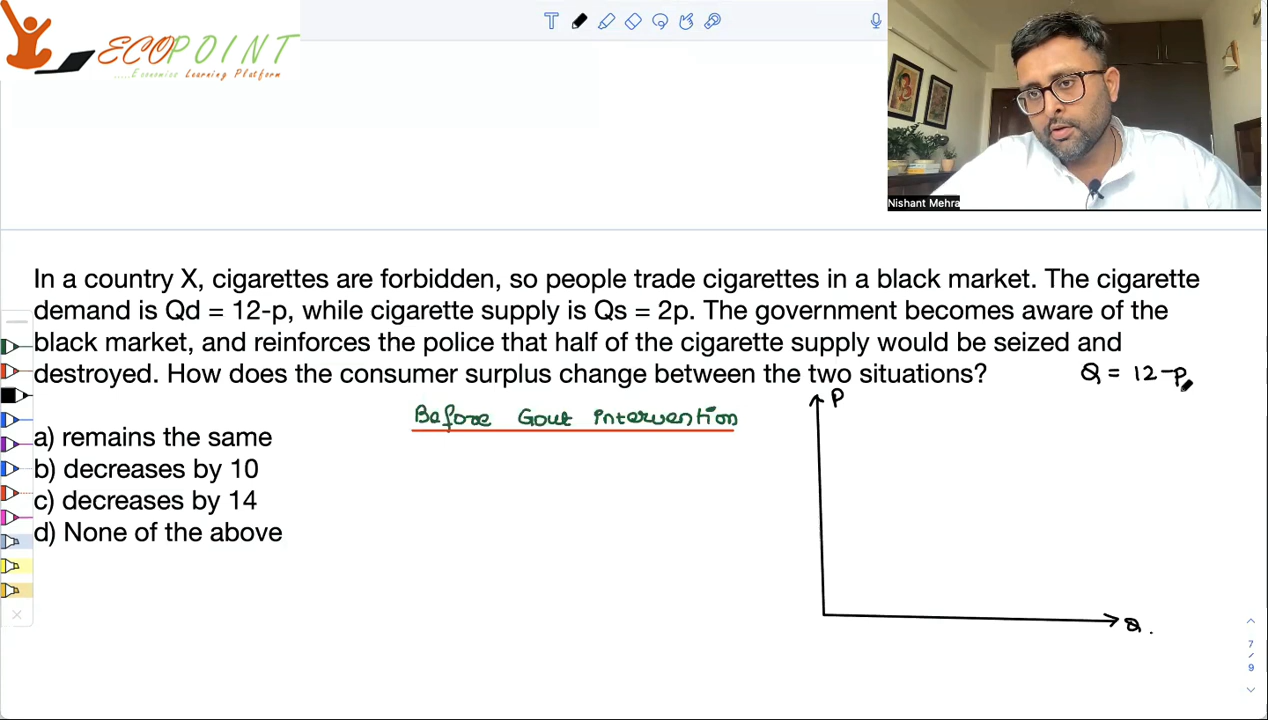 ECOPOINT
.....Economics Learning Platform
T
Nishant Mehra
In a country X, cigarettes are forbidden, so people trade cigarettes in a black market. The cigarette
demand is Qd = 12-p, while cigarette supply is Qs = 2p. The government becomes aware of the
black market, and reinforces the police that half of the cigarette supply would be seized and
destroyed. How does the consumer surplus change between the two situations?
Q = 12-p
Before Govt Intervention
P
a) remains the same
b) decreases by 10
c) decreases by 14
d) None of the above
Q
7
/
9